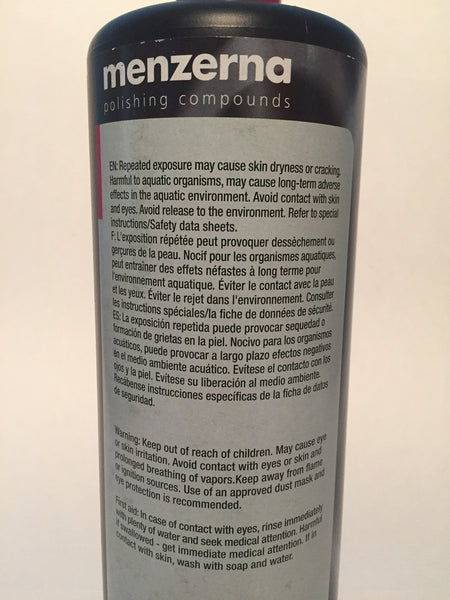 menzerna
polishing compounds
EN: Repeated exposure may cause skin dryness or cracking.
Harmful to aquatic organisms, may cause long-term adverse
effects in the aquatic environment. Avoid contact with skin
and eyes. Avoid release to the environment. Refer to special
instructions/Safety data sheets.
F: L'exposition répétée peut provoquer dessèchement ou
gerçures de la peau. Nocif pour les organismes aquatiques,
peut entraîner des effets néfastes à long terme pour
l'environnement aquatique. Éviter le contact avec la peau
et les yeux. Éviter le rejet dans l'environnement. Consulter
les instructions spéciales/la fiche de données de sécurité.
ES: La exposición repetida puede provocar sequedad o
formación de grietas en la piel. Nocivo para los organismos
acuáticos, puede provocar a largo plazo efectos negativos
en el medio ambiente acuático. Evítese el contacto con los
ojos y la piel. Evítese su liberación al medio ambiente.
Recábense instrucciones específicas de la ficha de datos
de seguridad.
Warning: Keep out of reach of children. May cause eye
or skin irritation. Avoid contact with eyes or skin and
prolonged breathing of vapors.Keep away from flame
or ignition sources. Use of an approved dust mask and
eye protection is recommended.
First aid: In case of contact with eyes, rinse immediately
with plenty of water and seek medical attention. Harmful
if swallowed - get immediate medical attention. If in
contact with skin, wash with soap and water.